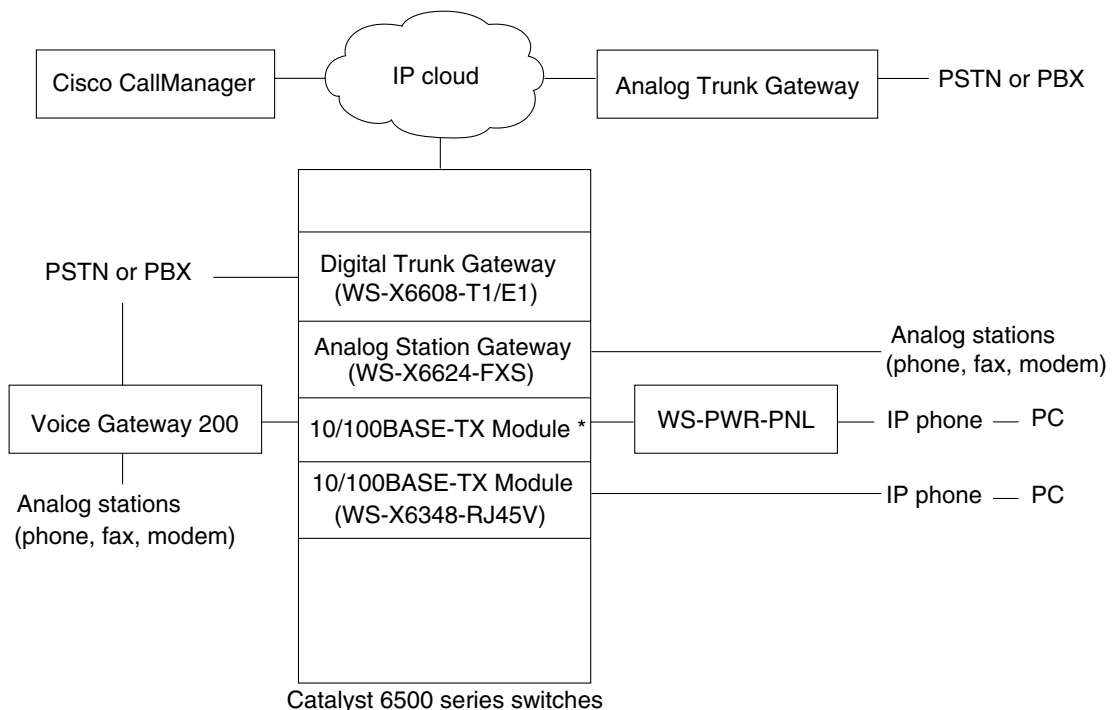 Cisco CallManager
IP cloud
Analog Trunk Gateway
PSTN or PBX
PSTN or PBX
Digital Trunk Gateway
(WS-X6608-T1/E1)
Analog Station Gateway
(WS-X6624-FXS)
Analog stations
(phone, fax, modem)
Voice Gateway 200
10/100BASE-TX Module *
WS-PWR-PNL
IP phone
PC
Analog stations
(phone, fax, modem)
10/100BASE-TX Module
(WS-X6348-RJ45V)
IP phone
PC
Catalyst 6500 series switches